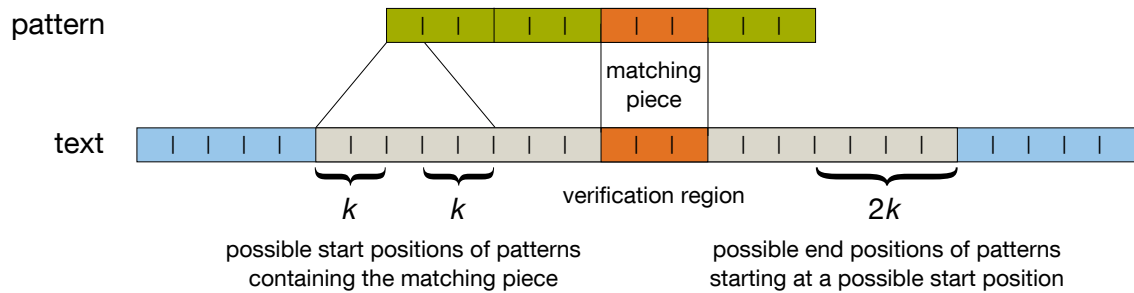 pattern
matching
piece
text
k
k
verification region
2k
possible start positions of patterns
containing the matching piece
possible end positions of patterns
starting at a possible start position